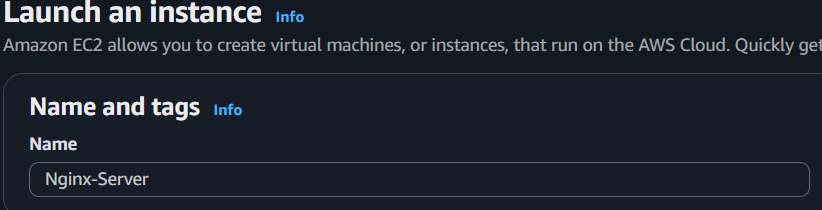 Launch an instance Info
Amazon EC2 allows you to create virtual machines, or instances, that run on the AWS Cloud. Quickly get
Name and tags Info
Name
Nginx-Server